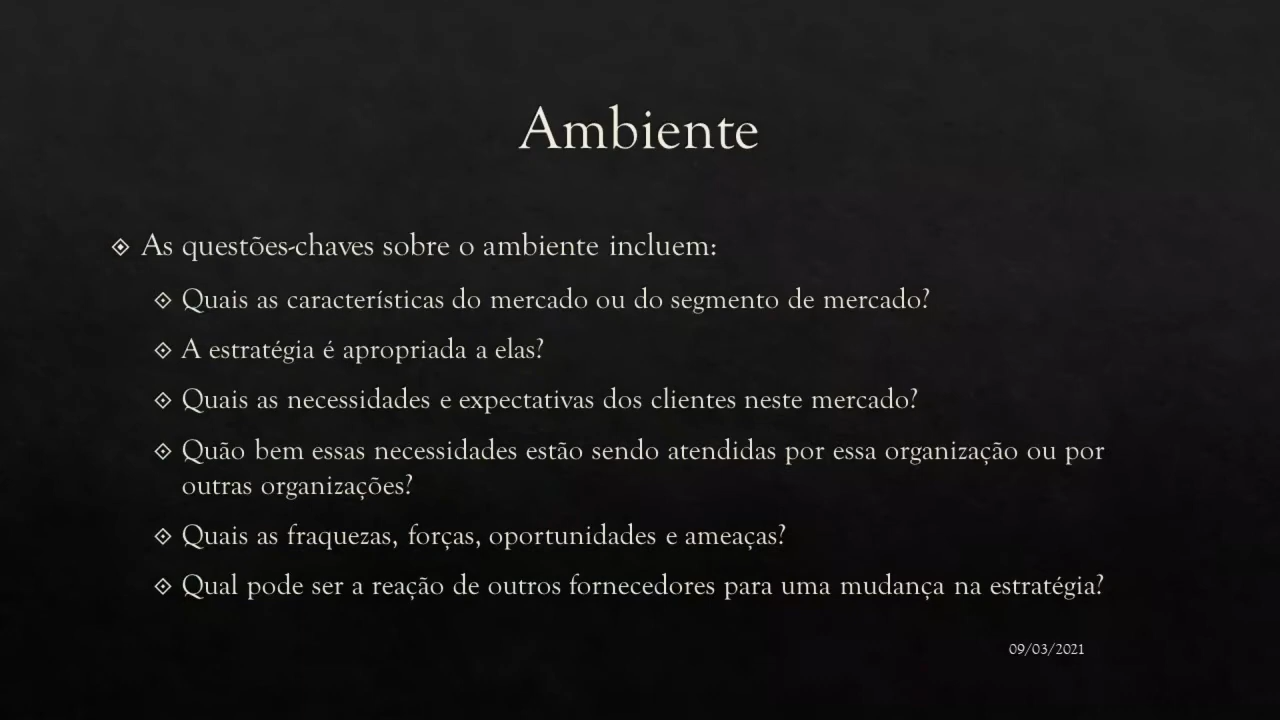 Ambiente
As questões-chaves sobre o ambiente incluem:
Quais as características do mercado ou do segmento de mercado?
A estratégia é apropriada a elas?
Quais as necessidades e expectativas dos clientes neste mercado?
Quão bem essas necessidades estão sendo atendidas por essa organização ou por
outras organizações?
Quais as fraquezas, forças, oportunidades e ameaças?
Qual pode ser a reação de outros fornecedores para uma mudança na estratégia?
09/03/2021